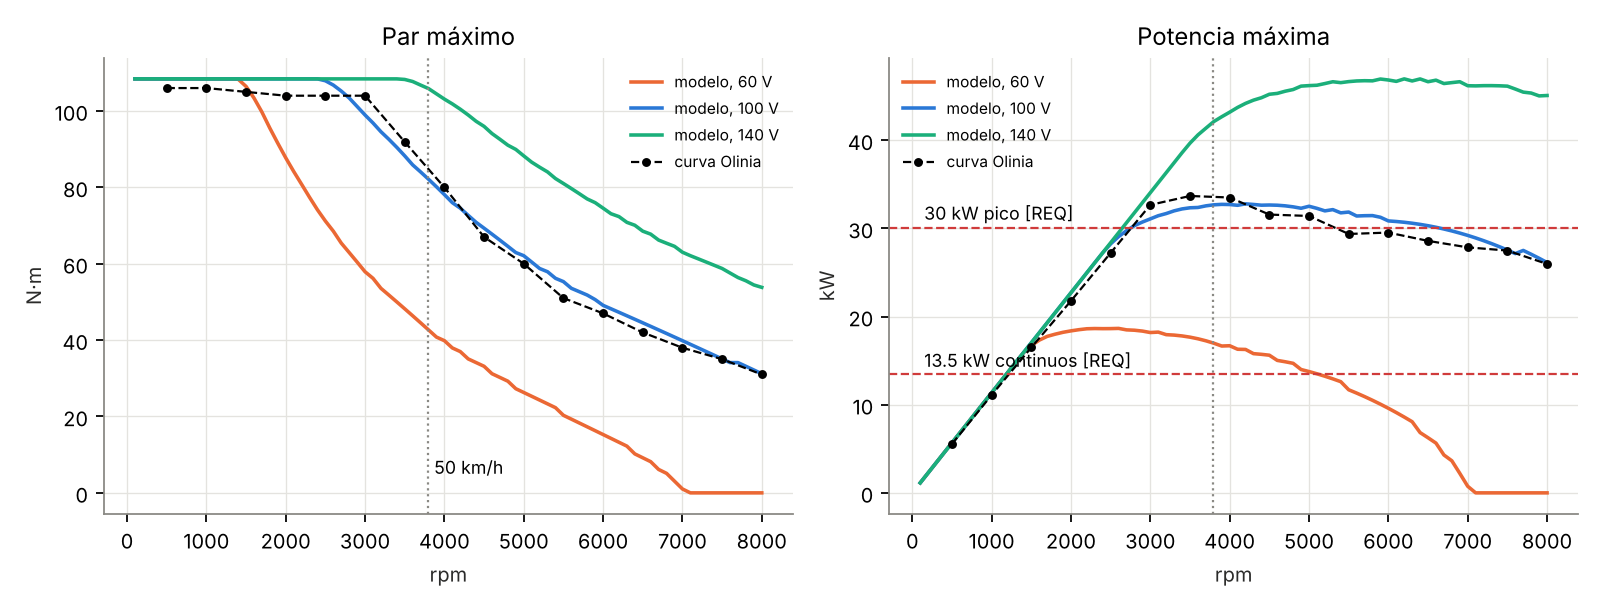 Par máximo
modelo, 60 V
modelo, 100 V
modelo, 140 V
curva Olinia
50 km/h
N·m
100
80
60
40
20
0
0 1000 2000 3000 4000 5000 6000 7000 8000
rpm
Potencia máxima
modelo, 60 V
modelo, 100 V
modelo, 140 V
curva Olinia
30 kW pico [REQ]
13.5 kW continuos [REQ]
kW
40
30
20
10
0
0 1000 2000 3000 4000 5000 6000 7000 8000
rpm